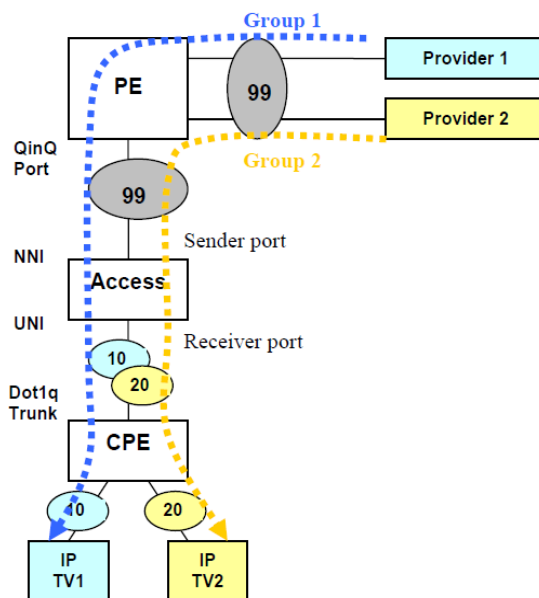 Group 1
Provider 1
PE
99
Provider 2
Group 2
QinQ
Port
99
Sender port
NNI
Access
UNI
Receiver port
10
20
Dot1q
Trunk
CPE
10
20
IP
TV1
IP
TV2